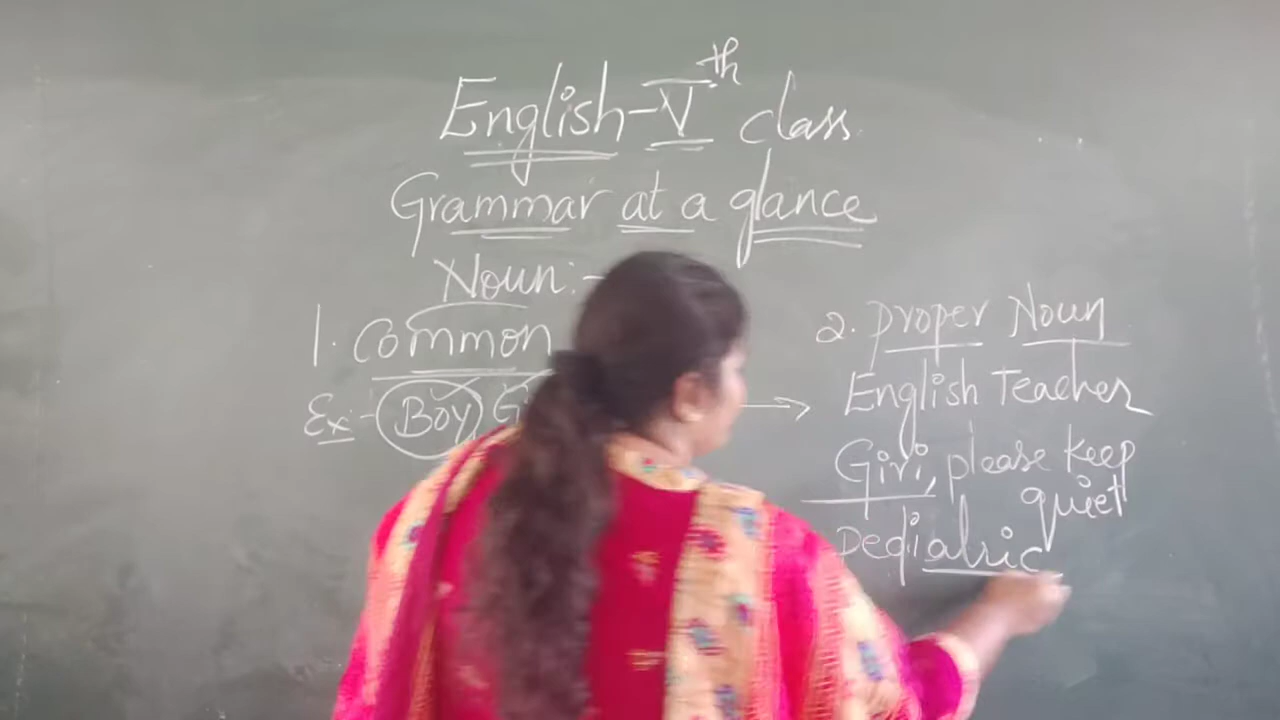 English-Vth class
Grammar at a glance
Noun:-
1. Common
Ex:- Boy
2. Proper Noun
English Teacher
Giri, please keep
quiet